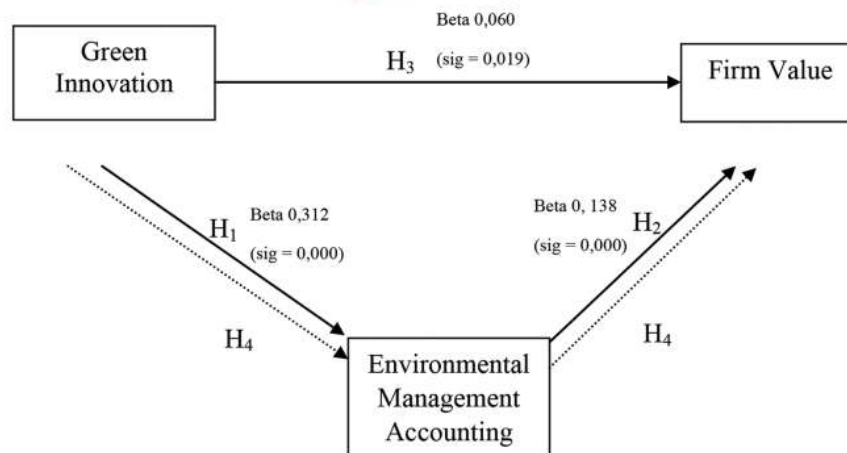 Beta 0,060
Green
Innovation
H₃
(sig = 0,019)
Firm Value
H₁
Beta 0,312
(sig = 0,000)
Beta 0, 138
(sig = 0,000)
H₂
H₄
H₄
Environmental
Management
Accounting